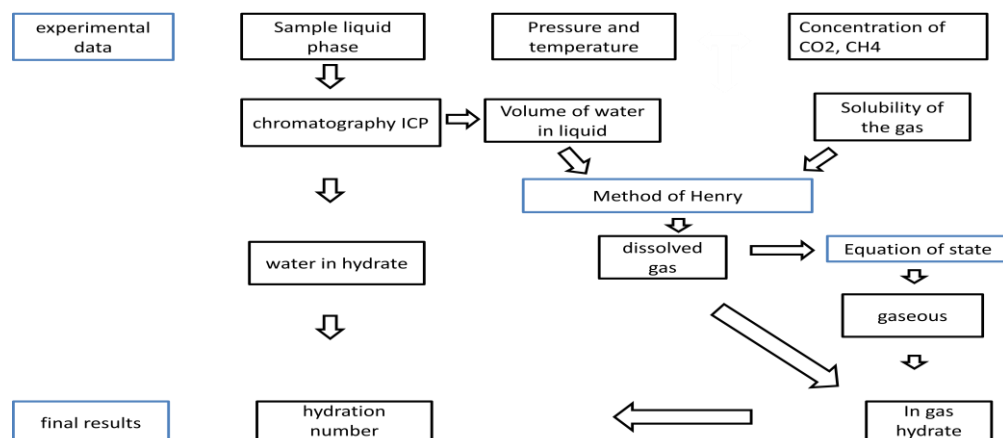 experimental
data
Sample liquid
phase
Pressure and
temperature
Concentration of
CO2, CH4
chromatography ICP
Volume of water
in liquid
Solubility of
the gas
Method of Henry
water in hydrate
dissolved
gas
Equation of state
gaseous
final results
hydration
number
In gas
hydrate